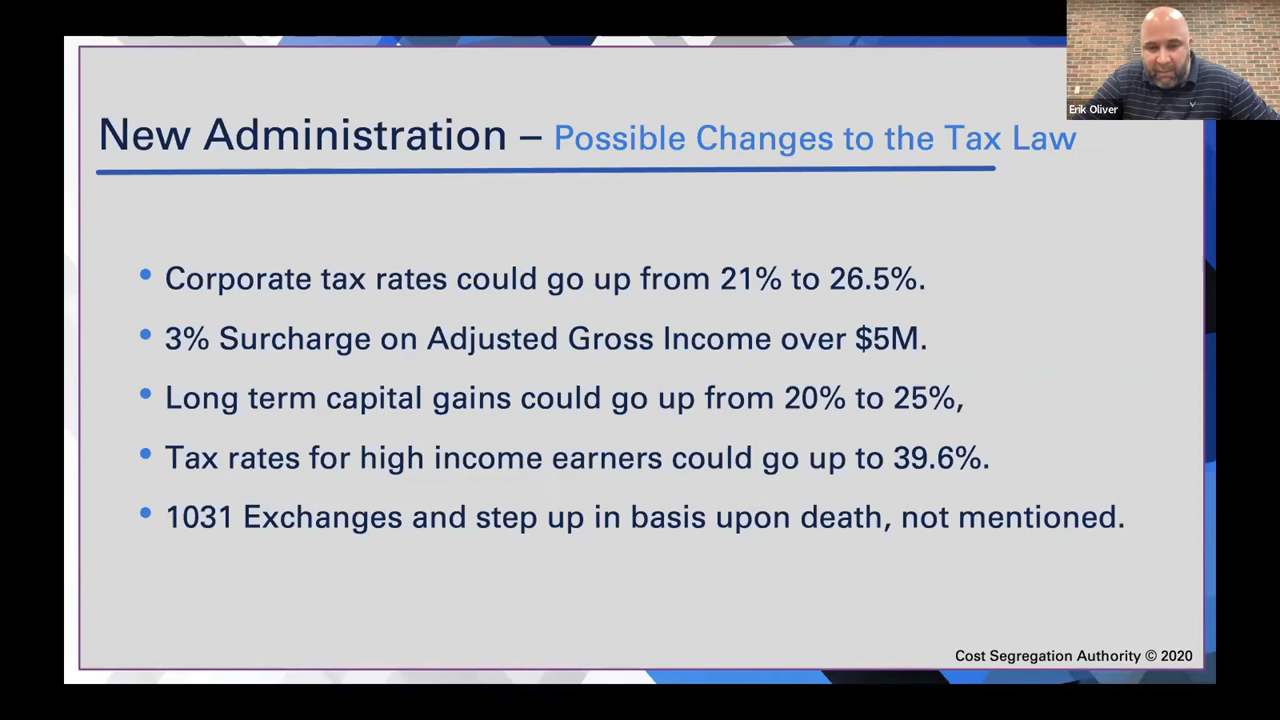 Erik Oliver
New Administration – Possible Changes to the Tax Law
• Corporate tax rates could go up from 21% to 26.5%.
• 3% Surcharge on Adjusted Gross Income over $5M.
• Long term capital gains could go up from 20% to 25%,
• Tax rates for high income earners could go up to 39.6%.
• 1031 Exchanges and step up in basis upon death, not mentioned.
Cost Segregation Authority © 2020